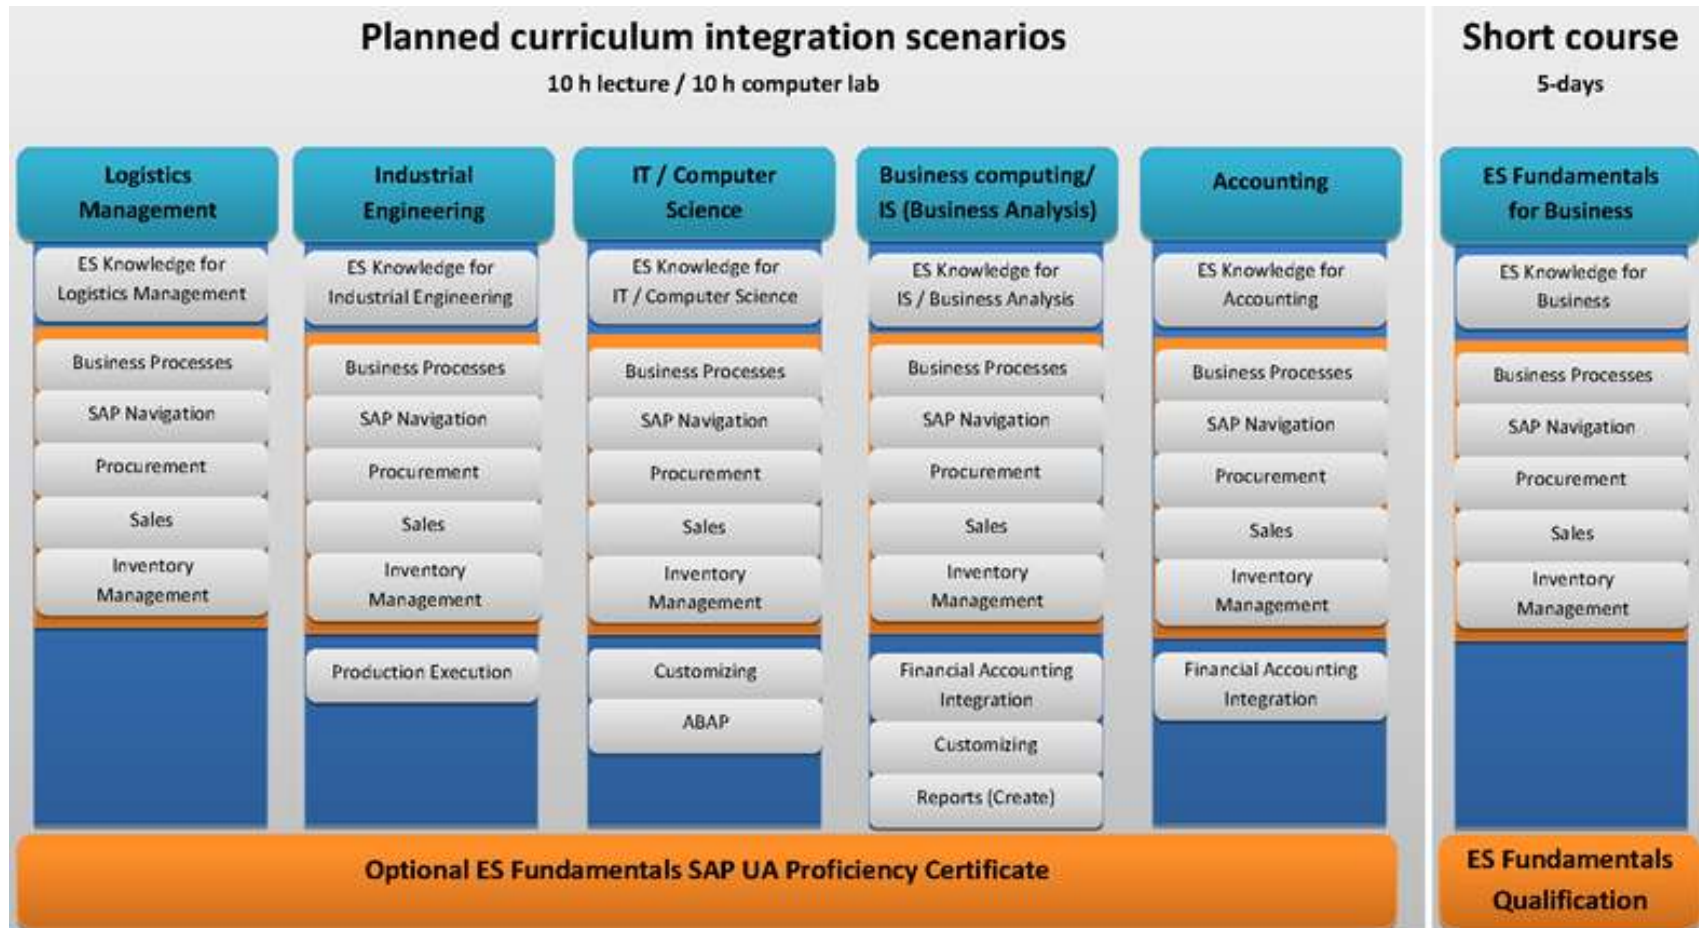 Planned curriculum integration scenarios
10 h lecture / 10 h computer lab
Short course
5-days
Logistics
Management
ES Knowledge for
Logistics Management
Business Processes
SAP Navigation
Procurement
Sales
Inventory
Management
Industrial
Engineering
ES Knowledge for
Industrial Engineering
Business Processes
SAP Navigation
Procurement
Sales
Inventory
Management
Production Execution
IT / Computer
Science
ES Knowledge for
IT / Computer Science
Business Processes
SAP Navigation
Procurement
Sales
Inventory
Management
Customizing
ABAP
Business computing/
IS (Business Analysis)
ES Knowledge for
IS / Business Analysis
Business Processes
SAP Navigation
Procurement
Sales
Inventory
Management
Financial Accounting
Integration
Customizing
Reports (Create)
Accounting
ES Knowledge for
Accounting
Business Processes
SAP Navigation
Procurement
Sales
Inventory
Management
Financial Accounting
Integration
ES Fundamentals
for Business
ES Knowledge for
Business
Business Processes
SAP Navigation
Procurement
Sales
Inventory
Management
Optional ES Fundamentals SAP UA Proficiency Certificate
ES Fundamentals
Qualification